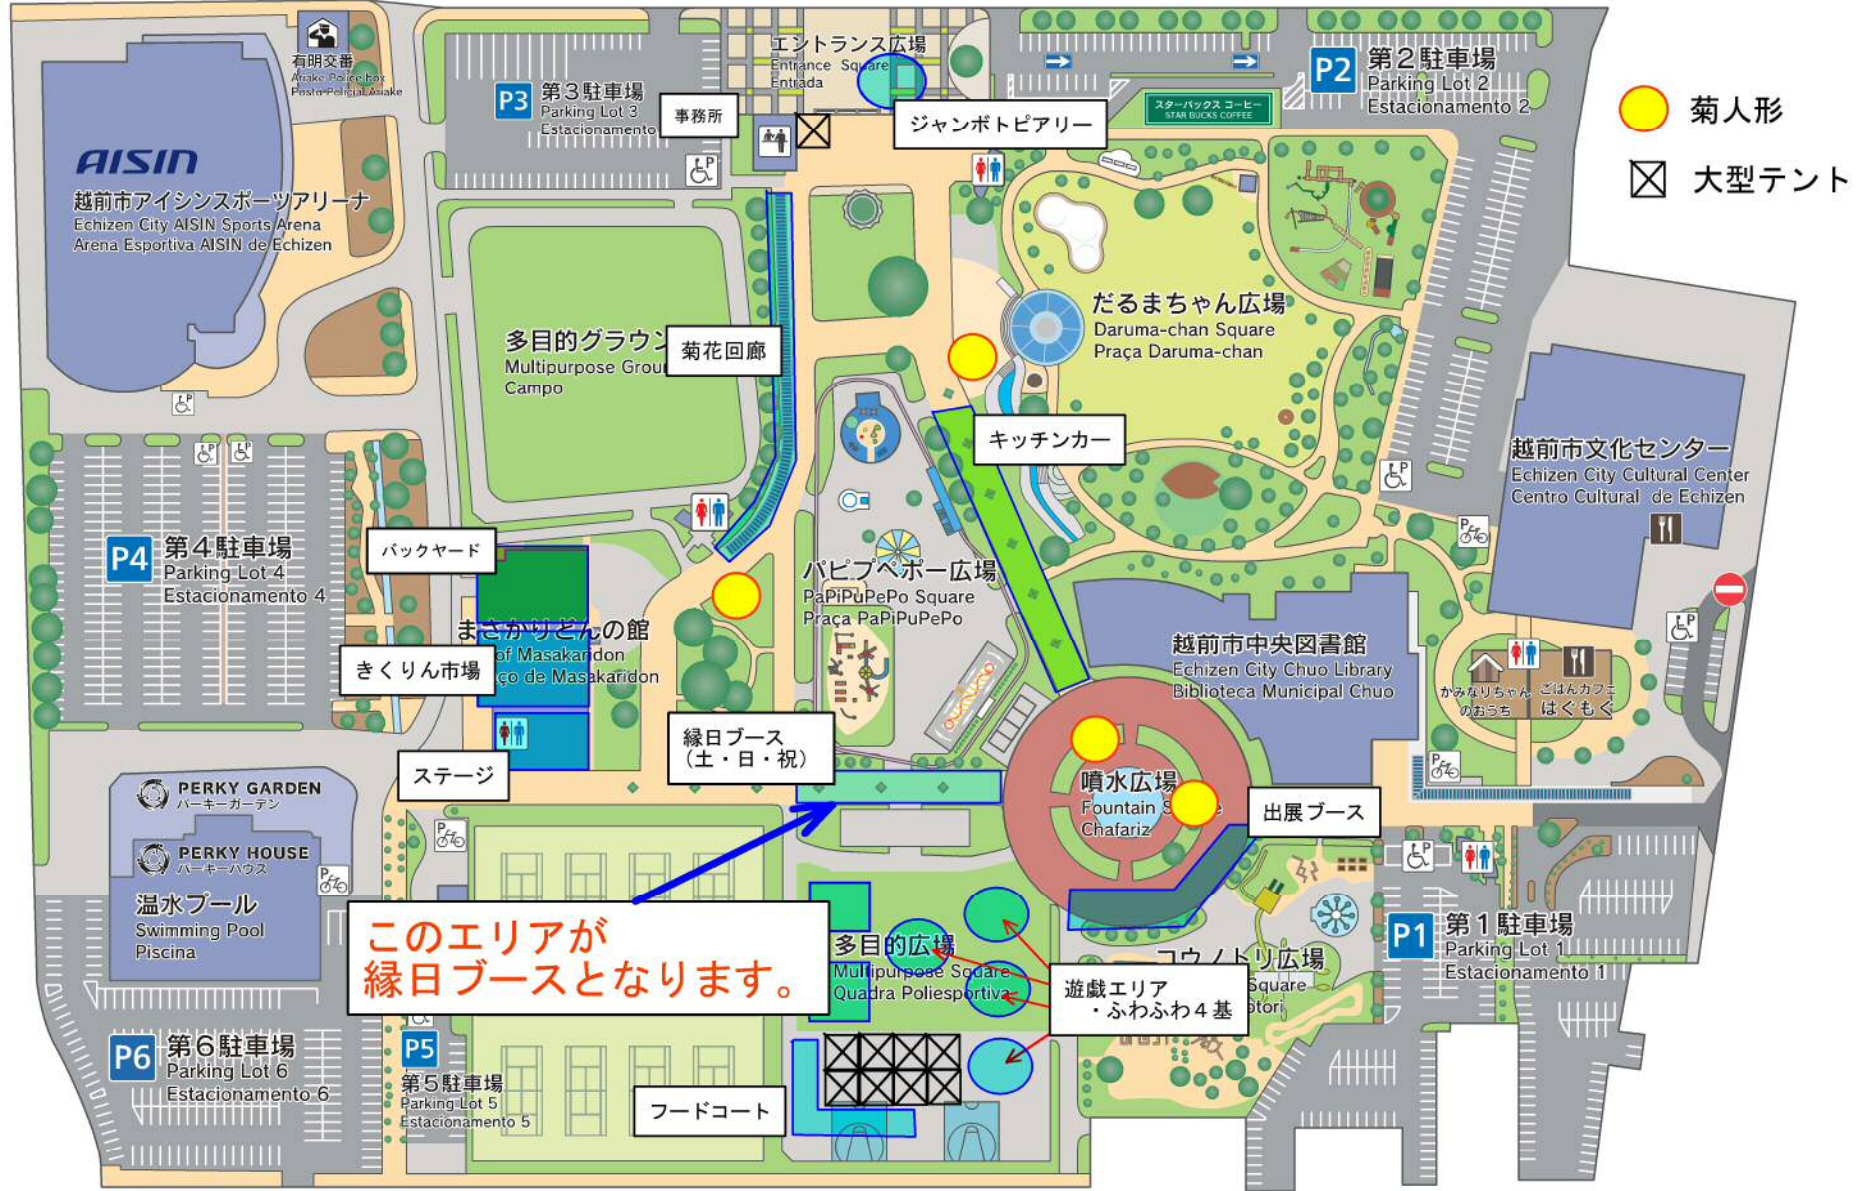 有明交番
Ariake Police Box
Posto Policial Ariake
AISIN
越前市アイシンスポーツアリーナ
Echizen City AISIN Sports Arena
Arena Esportiva AISIN de Echizen
P3
第3駐車場
Parking Lot 3
Estacionamento
事務所
エントランス広場
Entrance Square
Entrada
ジャンボトピアリー
P2
第2駐車場
Parking Lot 2
Estacionamento 2
スターバックス コーヒー
STAR BUCKS COFFEE
菊人形
大型テント
多目的グラウン
Multipurpose Grou
Campo
菊花回廊
だるまちゃん広場
Daruma-chan Square
Praça Daruma-chan
キッチンカー
越前市文化センター
Echizen City Cultural Center
Centro Cultural de Echizen
P4
第4駐車場
Parking Lot 4
Estacionamento 4
バックヤード
まさかりどんの館
of Masakaridon
ço de Masakaridon
きくりん市場
ステージ
パピプペポー広場
PaPiPuPePo Square
Praça PaPiPuPePo
越前市中央図書館
Echizen City Chuo Library
Biblioteca Municipal Chuo
かみなりちゃん
のおうち
ごはんカフェ
はぐもぐ
縁日ブース
(土・日・祝)
噴水広場
Fountain S e
Chafariz
出展ブース
PERKY GARDEN
パーキーガーデン
PERKY HOUSE
パーキーハウス
温水プール
Swimming Pool
Piscina
このエリアが
縁日ブースとなります。
多目的広場
Multipurpose Square
Quadra Poliesportiva
コウノトリ広場
Square
otori
遊戯エリア
・ふわふわ4基
P1
第1駐車場
Parking Lot 1
Estacionamento 1
P6
第6駐車場
Parking Lot 6
Estacionamento 6
P5
第5駐車場
Parking Lot 5
Estacionamento 5
フードコート